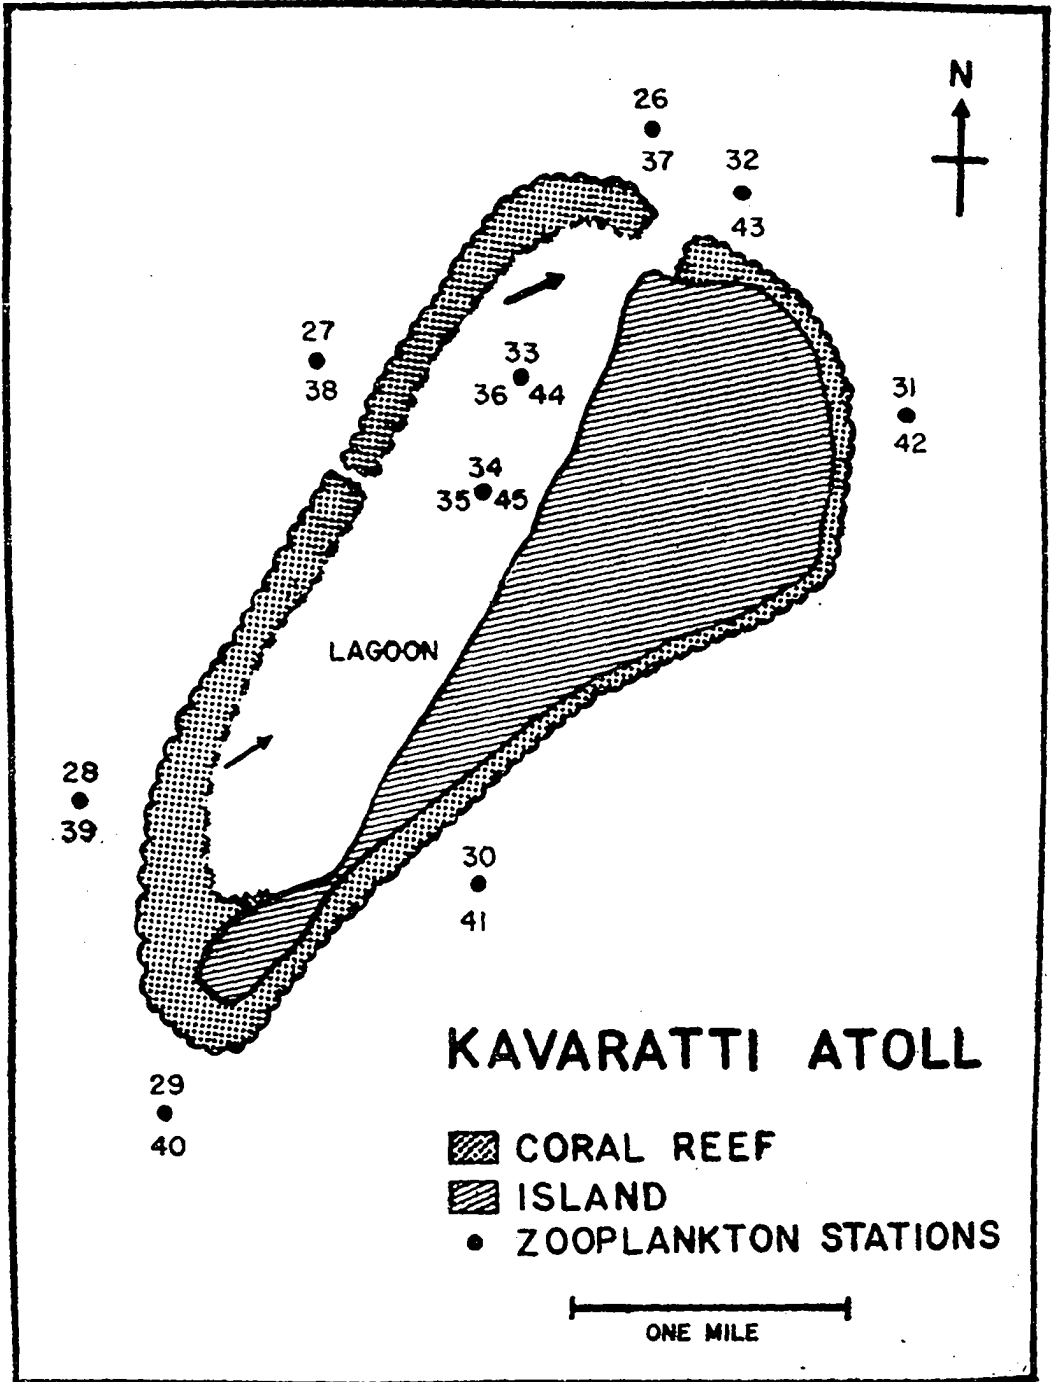 N
26
37
32
43
27
38
33
36 44
31
42
34
35 45
LAGOON
28
39
30
41
KAVARATTI ATOLL
29
40
CORAL REEF
ISLAND
ZOOPLANKTON STATIONS
ONE MILE